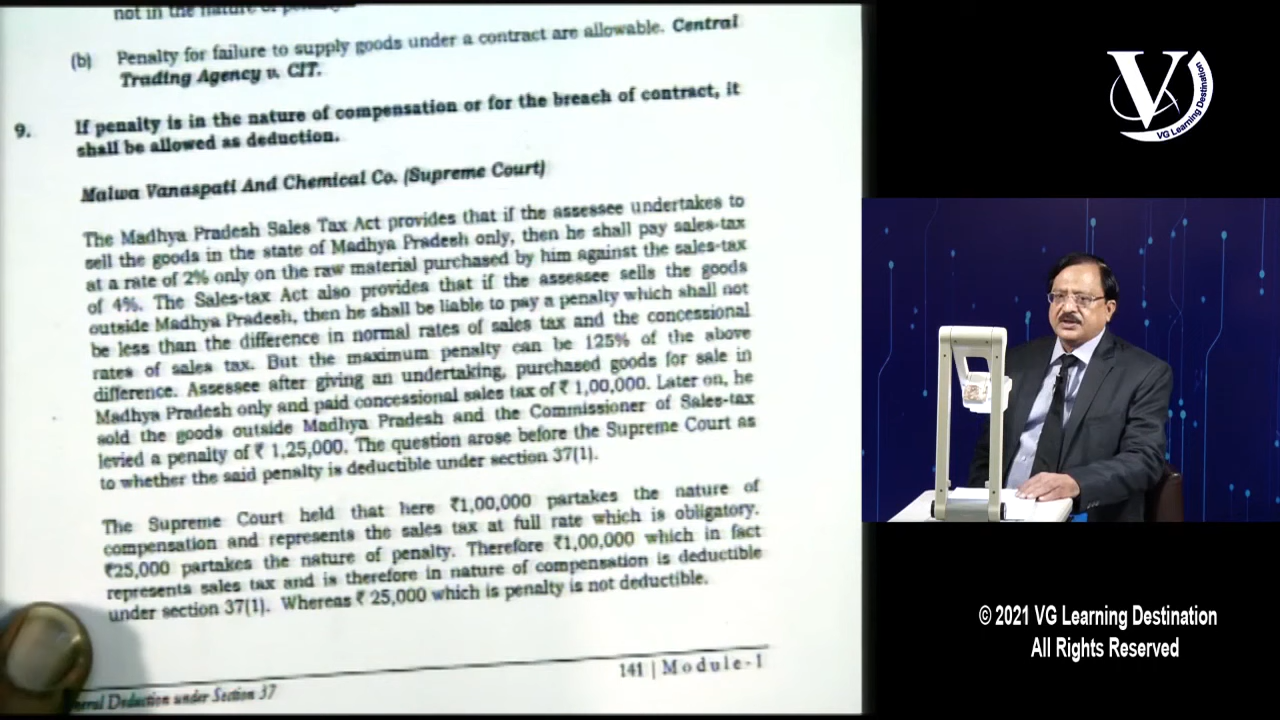 not in the nature of
(b) Penalty for failure to supply goods under a contract are allowable. Central
Trading Agency v. CIT.
9. If penalty is in the nature of compensation or for the breach of contract, it
shall be allowed as deduction.
Malwa Vanaspati And Chemical Co. (Supreme Court)
The Madhya Pradesh Sales Tax Act provides that if the assessee undertakes to
sell the goods in the state of Madhya Pradesh only, then he shall pay sales-tax
at a rate of 2% only on the raw material purchased by him against the sales-tax
of 4%. The Sales-tax Act also provides that if the assessee sells the goods
outside Madhya Pradesh, then he shall be liable to pay a penalty which shall not
be less than the difference in normal rates of sales tax and the concessional
rates of sales tax. But the maximum penalty can be 125% of the above
difference. Assessee after giving an undertaking, purchased goods for sale in
Madhya Pradesh only and paid concessional sales tax of ₹ 1,00,000. Later on, he
sold the goods outside Madhya Pradesh and the Commissioner of Sales-tax
levied a penalty of ₹ 1,25,000. The question arose before the Supreme Court as
to whether the said penalty is deductible under section 37(1).
The Supreme Court held that here ₹1,00,000 partakes the nature of
compensation and represents the sales tax at full rate which is obligatory.
₹25,000 partakes the nature of penalty. Therefore ₹1,00,000 which in fact
represents sales tax and is therefore in nature of compensation is deductible
under section 37(1). Whereas ₹ 25,000 which is penalty is not deductible.
141 | Module-1
Deduction under Section 37
V
VG Learning Destination
© 2021 VG Learning Destination
All Rights Reserved